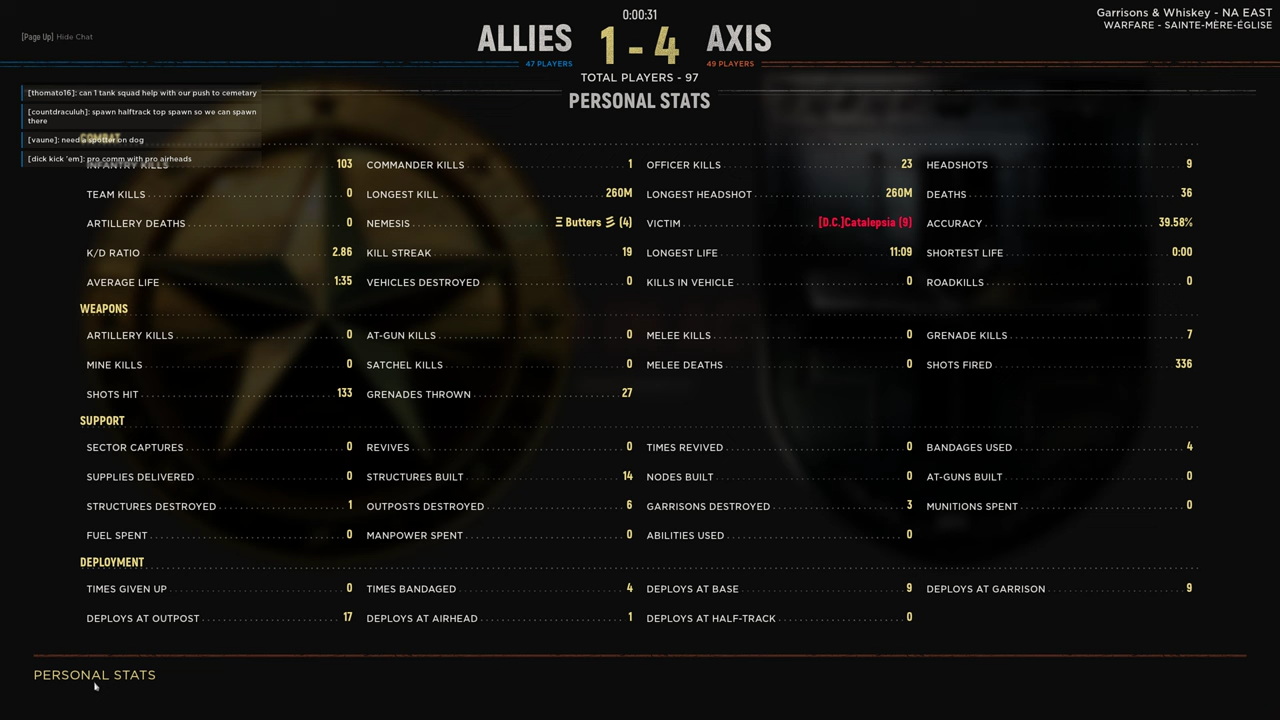 0:00:31
Garrisons & Whiskey - NA EAST
WARFARE - SAINTE-MÈRE-ÉGLISE
[Page Up] Hide Chat
ALLIES 1 - 4 AXIS
47 PLAYERS 49 PLAYERS
TOTAL PLAYERS - 97
PERSONAL STATS
[thomato16]: can 1 tank squad help with our push to cemetary
[countdraculuh]: spawn halftrack top spawn so we can spawn
there
COMBAT
[vaune]: need a spotter on dog
[dick kick 'em]: pro comm with pro airheads
INFANTRY KILLS 103 COMMANDER KILLS 1 OFFICER KILLS 23 HEADSHOTS 9
TEAM KILLS 0 LONGEST KILL 260M LONGEST HEADSHOT 260M DEATHS 36
ARTILLERY DEATHS 0 NEMESIS Ξ Butters 彡 (4) VICTIM [D.C.]Catalepsia (9) ACCURACY 39.58%
K/D RATIO 2.86 KILL STREAK 19 LONGEST LIFE 11:09 SHORTEST LIFE 0:00
AVERAGE LIFE 1:35 VEHICLES DESTROYED 0 KILLS IN VEHICLE 0 ROADKILLS 0
WEAPONS
ARTILLERY KILLS 0 AT-GUN KILLS 0 MELEE KILLS 0 GRENADE KILLS 7
MINE KILLS 0 SATCHEL KILLS 0 MELEE DEATHS 0 SHOTS FIRED 336
SHOTS HIT 133 GRENADES THROWN 27
SUPPORT
SECTOR CAPTURES 0 REVIVES 0 TIMES REVIVED 0 BANDAGES USED 4
SUPPLIES DELIVERED 0 STRUCTURES BUILT 14 NODES BUILT 0 AT-GUNS BUILT 0
STRUCTURES DESTROYED 1 OUTPOSTS DESTROYED 6 GARRISONS DESTROYED 3 MUNITIONS SPENT 0
FUEL SPENT 0 MANPOWER SPENT 0 ABILITIES USED 0
DEPLOYMENT
TIMES GIVEN UP 0 TIMES BANDAGED 4 DEPLOYS AT BASE 9 DEPLOYS AT GARRISON 9
DEPLOYS AT OUTPOST 17 DEPLOYS AT AIRHEAD 1 DEPLOYS AT HALF-TRACK 0
PERSONAL STATS